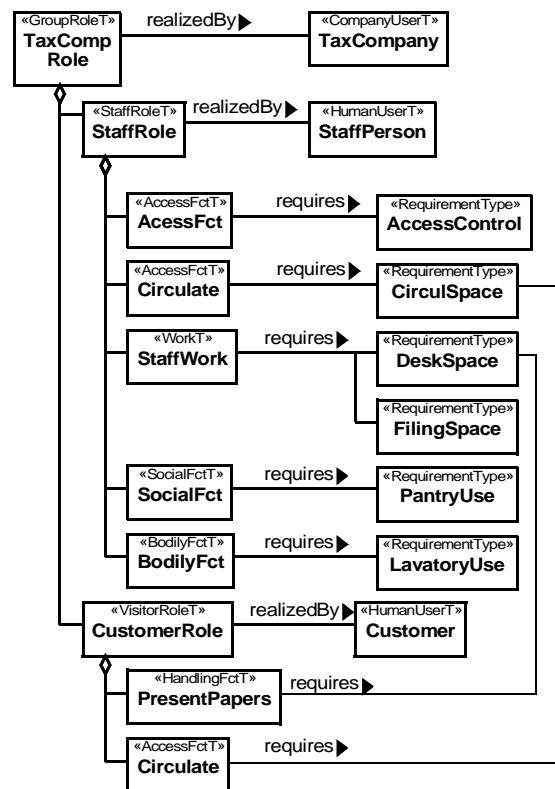 «GroupRoleT» realizedBy▶ «CompanyUserT»
TaxComp TaxCompany
Role
«StaffRoleT» realizedBy▶ «HumanUserT»
StaffRole StaffPerson
«AccessFctT» requires▶ «RequirementType»
AcessFct AccessControl
«AccessFctT» requires▶ «RequirementType»
Circulate CirculSpace
«WorkT» requires▶ «RequirementType»
StaffWork DeskSpace
«RequirementType»
FilingSpace
«SocialFctT» requires▶ «RequirementType»
SocialFct PantryUse
«BodilyFctT» requires▶ «RequirementType»
BodilyFct LavatoryUse
«VisitorRoleT» realizedBy▶ «HumanUserT»
CustomerRole Customer
«HandlingFctT» requires▶
PresentPapers
«AccessFctT» requires▶
Circulate